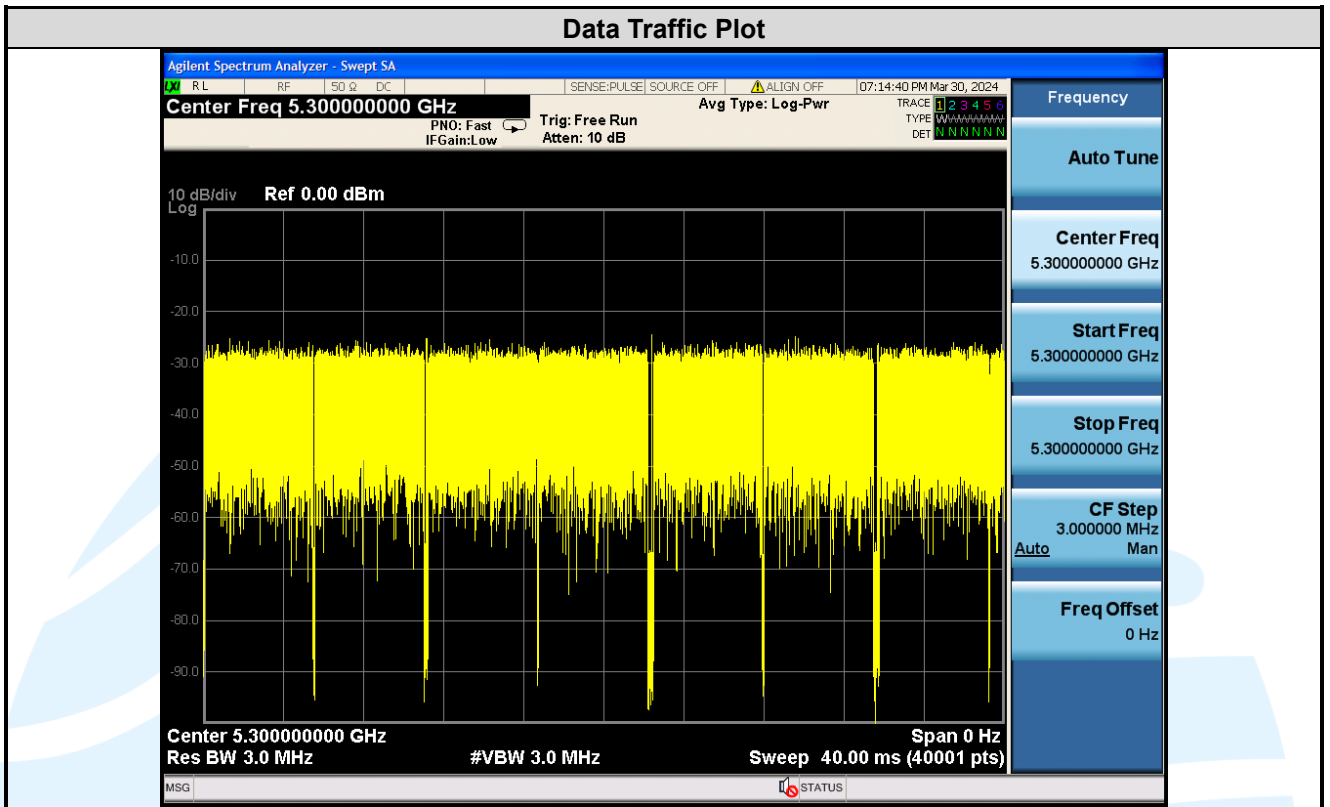 Data Traffic Plot
Agilent Spectrum Analyzer - Swept SA
LXI RL RF 50 Ω DC SENSE:PULSE SOURCE OFF ALIGN OFF 07:14:40 PM Mar 30, 2024
Center Freq 5.300000000 GHz
Avg Type: Log-Pwr
TRACE 1 2 3 4 5 6
PNO: Fast
Trig: Free Run
TYPE
IFGain:Low
Atten: 10 dB
DET N N N N N N
10 dB/div Ref 0.00 dBm
Log
-10.0
-20.0
-30.0
-40.0
-50.0
-60.0
-70.0
-80.0
-90.0
Center 5.300000000 GHz
Span 0 Hz
Res BW 3.0 MHz
#VBW 3.0 MHz
Sweep 40.00 ms (40001 pts)
MSG
STATUS
Frequency
Auto Tune
Center Freq
5.300000000 GHz
Start Freq
5.300000000 GHz
Stop Freq
5.300000000 GHz
CF Step
3.000000 MHz
Auto Man
Freq Offset
0 Hz